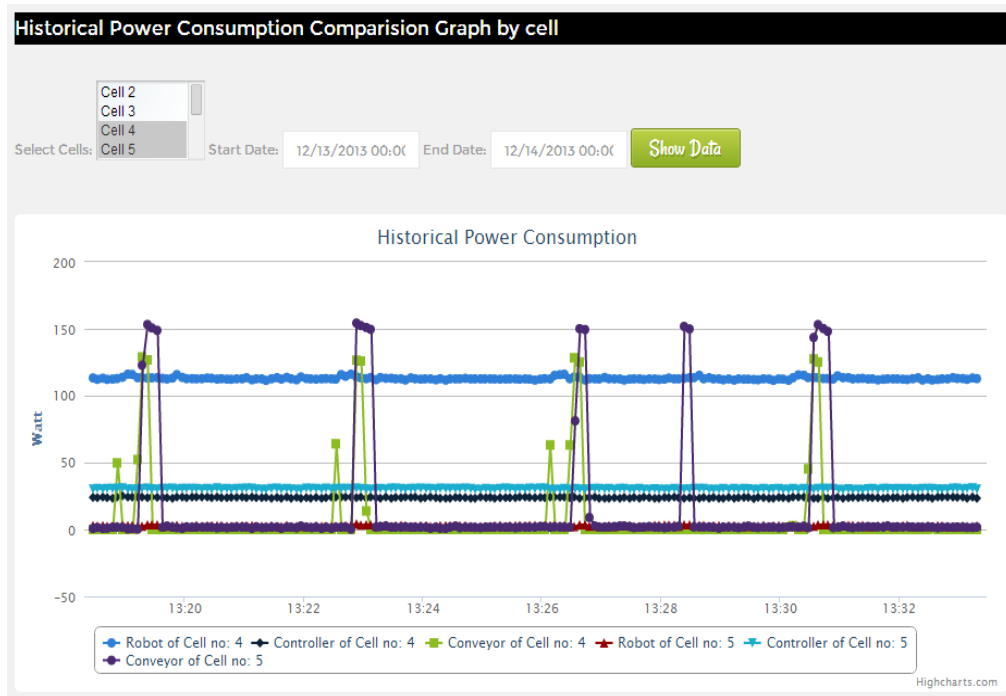 Historical Power Consumption Comparision Graph by cell
Cell 2
Cell 3
Cell 4
Select Cells: Cell 5 Start Date: 12/13/2013 00:0( End Date: 12/14/2013 00:0( Show Data
Historical Power Consumption
200
150
100
Watt
50
0
-50
13:20 13:22 13:24 13:26 13:28 13:30 13:32
Robot of Cell no: 4 Controller of Cell no: 4 Conveyor of Cell no: 4 Robot of Cell no: 5 Controller of Cell no: 5
Conveyor of Cell no: 5
Highcharts.com